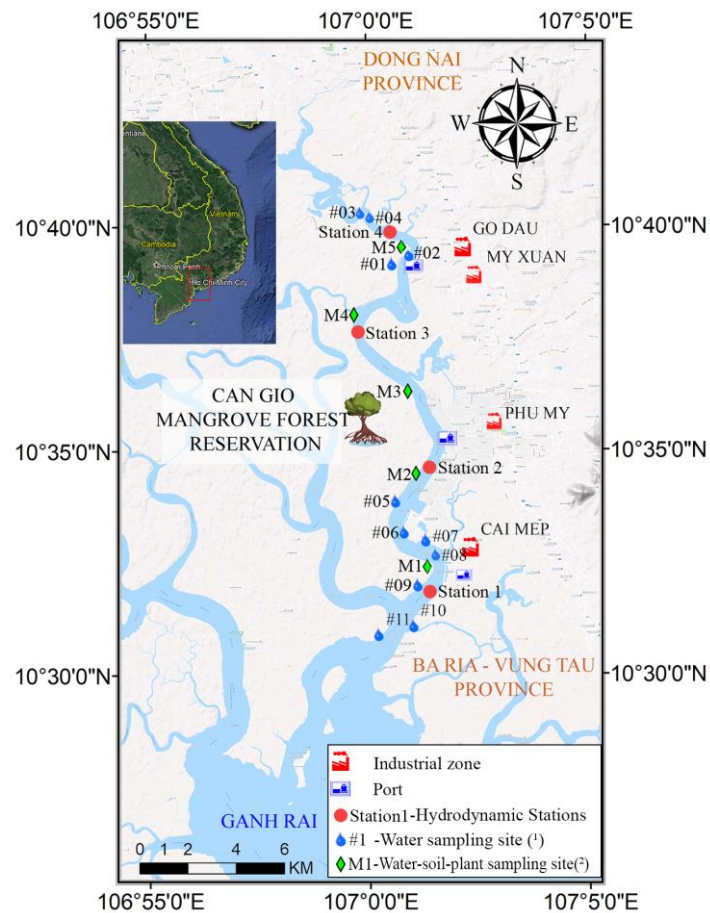 106°55'0"E
107°0'0"E
107°5'0"E
DONG NAI
PROVINCE
N
W
E
S
Vietnam
Cambodia
Phnom Penh
Ho Chi Minh City
10°40'0"N
10°40'0"N
#03
#04
Station 4
M5
#02
#01
GO DAU
MY XUAN
M4
Station 3
CAN GIO
MANGROVE FOREST
RESERVATION
M3
PHU MY
10°35'0"N
10°35'0"N
M2
Station 2
#05
#06
#07
#08
CAI MEP
M1
#09
Station 1
#10
#11
10°30'0"N
10°30'0"N
BA RIA - VUNG TAU
PROVINCE
GANH RAI
0 1 2 4 6
KM
Industrial zone
Port
Station1-Hydrodynamic Stations
#1 -Water sampling site (¹)
M1-Water-soil-plant sampling site(²)
106°55'0"E
107°0'0"E
107°5'0"E